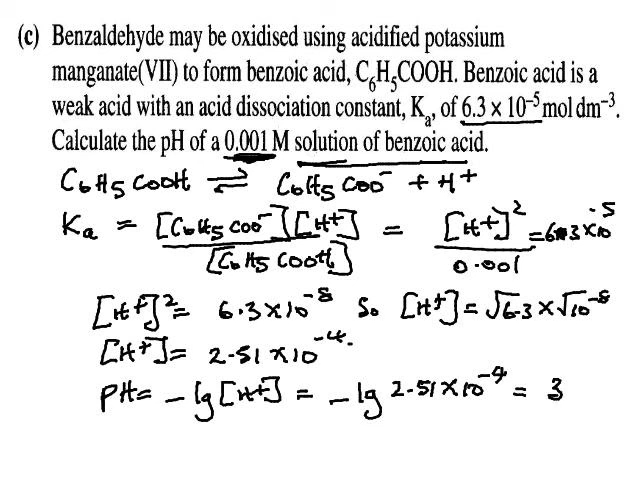 (c) Benzaldehyde may be oxidised using acidified potassium
manganate(VII) to form benzoic acid, C₆H₅COOH. Benzoic acid is a
weak acid with an acid dissociation constant, Kₐ, of 6.3 × 10⁻⁵ mol dm⁻³.
Calculate the pH of a 0.001 M solution of benzoic acid.
C₆H₅COOH ⇌ C₆H₅COO⁻ + H⁺
Ka = [C₆H₅COO⁻][H⁺] / [C₆H₅COOH] = [H⁺]² / 0.001 = 6.3 × 10⁻⁵
[H⁺]² = 6.3 × 10⁻⁸ So [H⁺] = √6.3 × √10⁻⁸
[H⁺] = 2.51 × 10⁻⁴.
PH = − lg [H⁺] = − lg 2.51 × 10⁻⁴ = 3